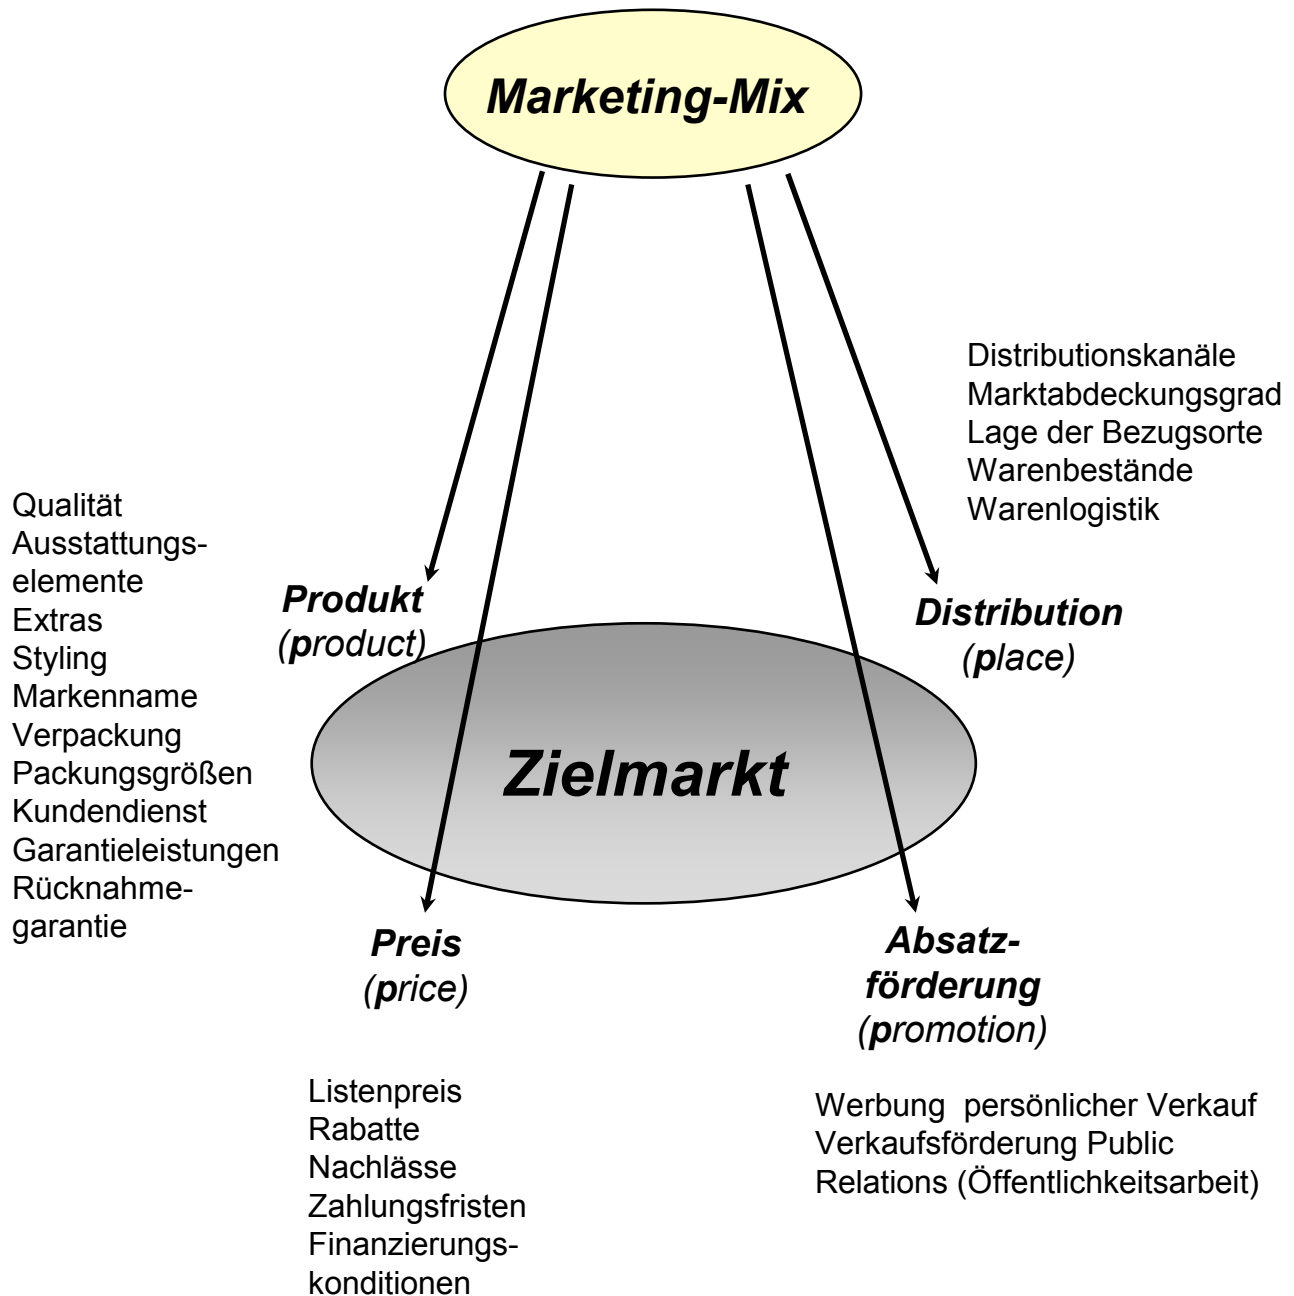 Marketing-Mix
Distributionskanäle
Marktabdeckungsgrad
Lage der Bezugsorte
Warenbestände
Warenlogistik
Qualität
Ausstattungs-
elemente
Extras
Styling
Markenname
Verpackung
Packungsgrößen
Kundendienst
Garantieleistungen
Rücknahme-
garantie
Produkt
(product)
Distribution
(place)
Zielmarkt
Preis
(price)
Absatz-
förderung
(promotion)
Listenpreis
Rabatte
Nachlässe
Zahlungsfristen
Finanzierungs-
konditionen
Werbung  persönlicher Verkauf
Verkaufsförderung Public
Relations (Öffentlichkeitsarbeit)